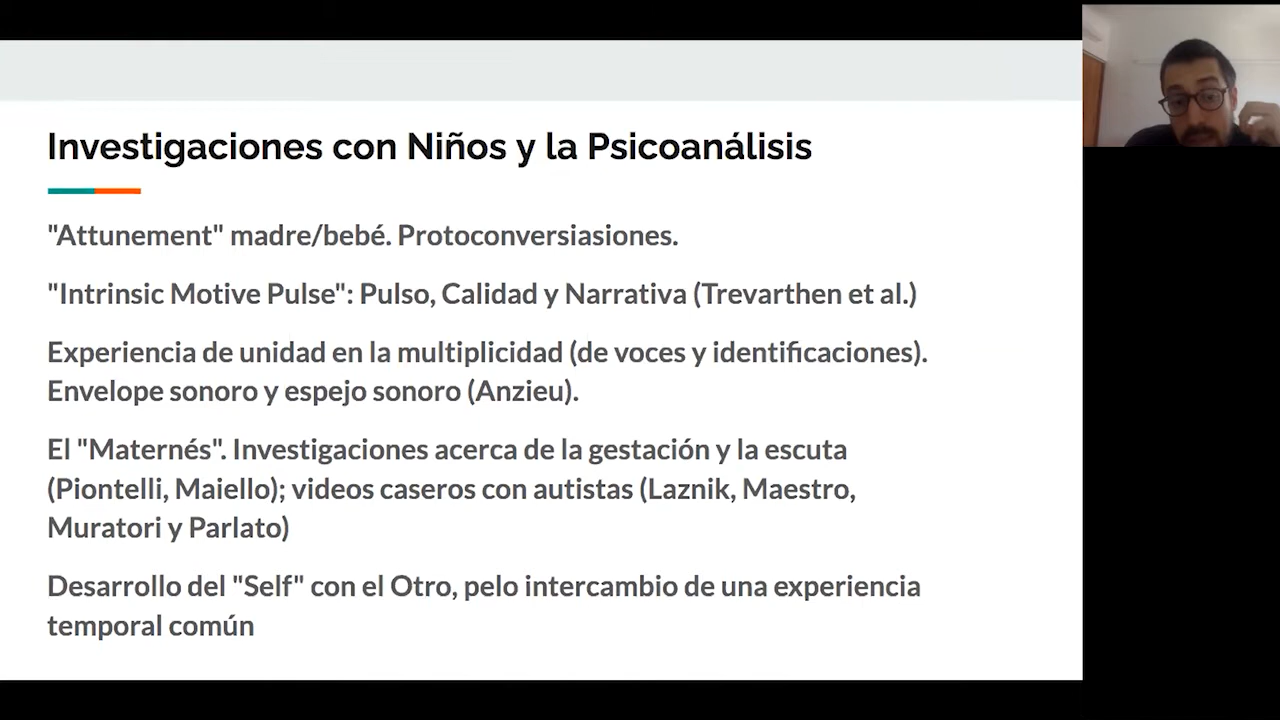 Investigaciones con Niños y la Psicoanálisis
"Attunement" madre/bebé. Protoconversiasiones.
"Intrinsic Motive Pulse": Pulso, Calidad y Narrativa (Trevarthen et al.)
Experiencia de unidad en la multiplicidad (de voces y identificaciones).
Envelope sonoro y espejo sonoro (Anzieu).
El "Maternés". Investigaciones acerca de la gestación y la escuta
(Piontelli, Maiello); videos caseros con autistas (Laznik, Maestro,
Muratori y Parlato)
Desarrollo del "Self" con el Otro, pelo intercambio de una experiencia
temporal común